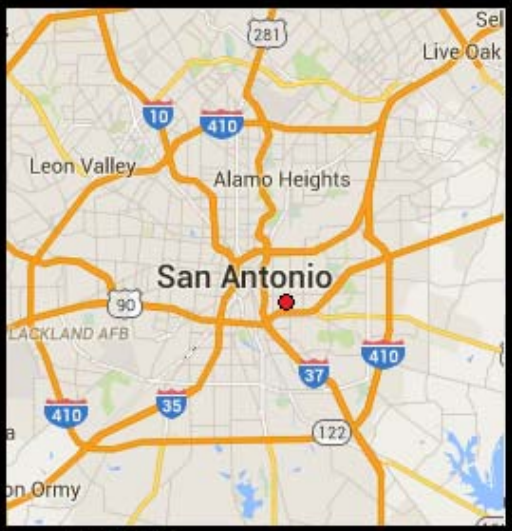 281
Sel
Live Oak
10
410
Leon Valley
Alamo Heights
San Antonio
90
LACKLAND AFB
410
37
35
410
122
a
on Ormy